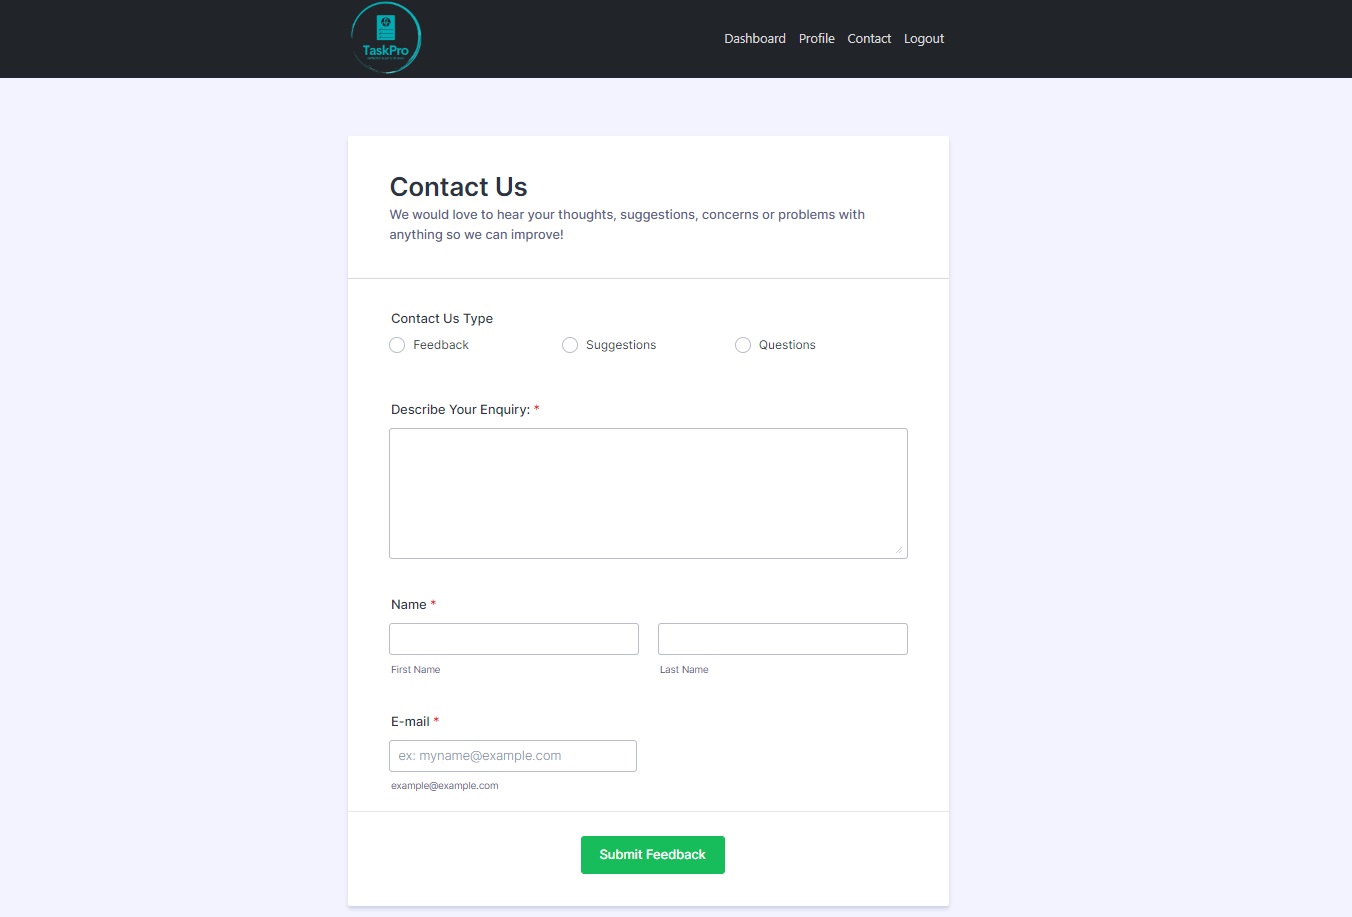 TaskPro
Dashboard Profile Contact Logout
Contact Us
We would love to hear your thoughts, suggestions, concerns or problems with
anything so we can improve!
Contact Us Type
Feedback Suggestions Questions
Describe Your Enquiry: *
Name *
First Name Last Name
E-mail *
ex: myname@example.com
example@example.com
Submit Feedback